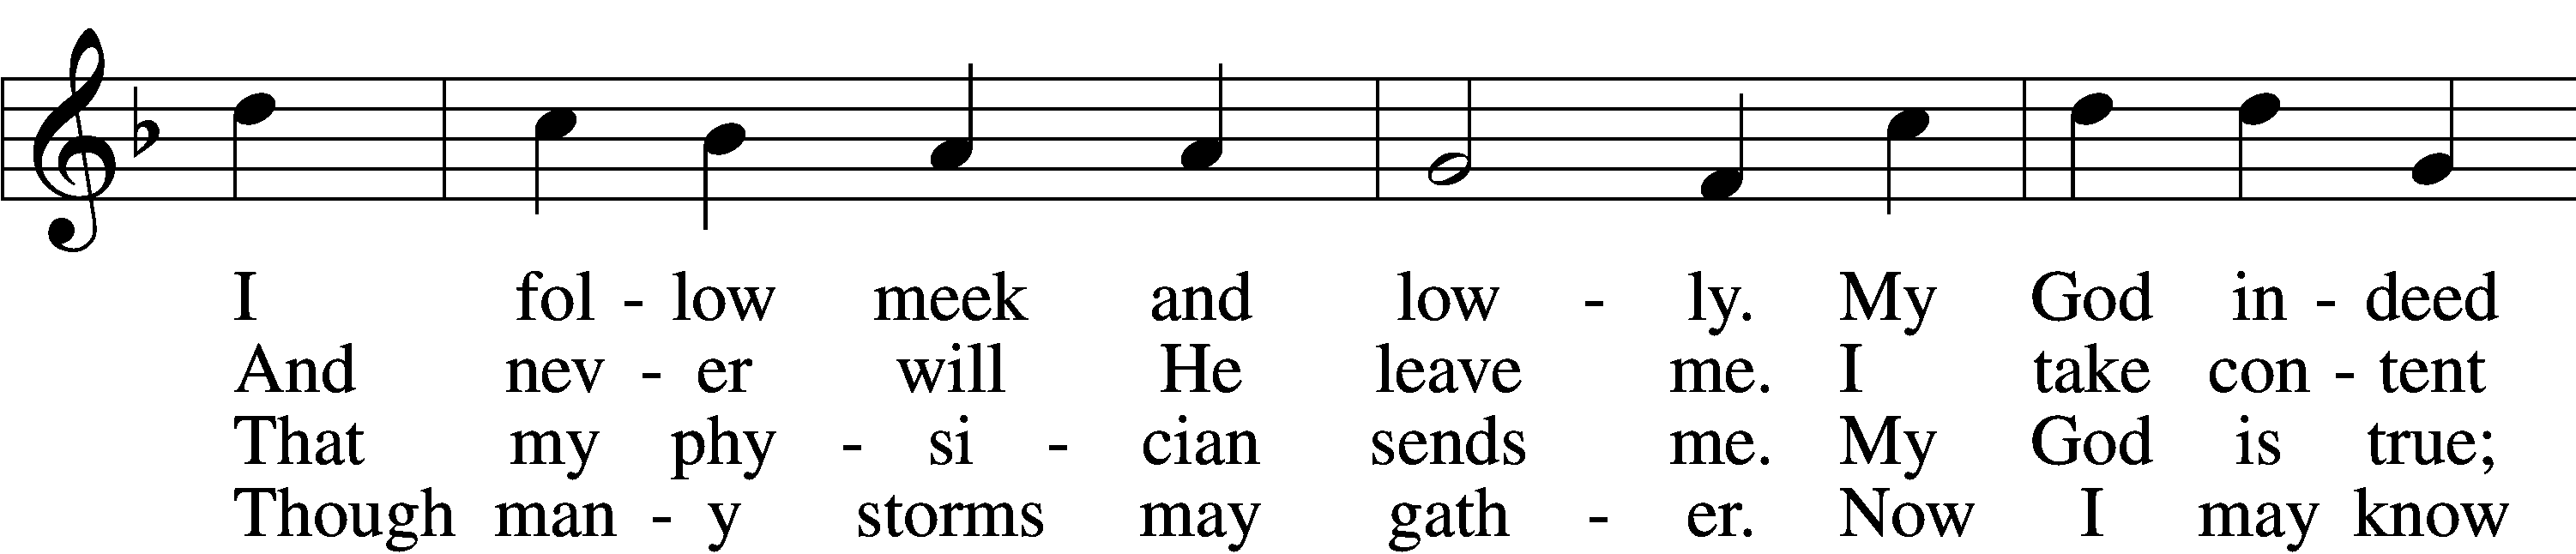 I fol - low meek and low - ly. My God in - deed
And nev - er will He leave me. I take con - tent
That my phy - si - cian sends me. My God is true;
Though man - y storms may gath - er. Now I may know